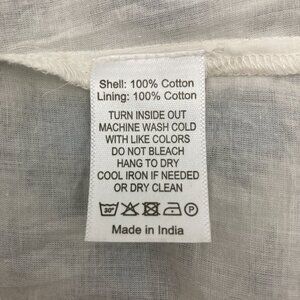 Shell: 100% Cotton
Lining: 100% Cotton
TURN INSIDE OUT
MACHINE WASH COLD
WITH LIKE COLORS
DO NOT BLEACH
HANG TO DRY
COOL IRON IF NEEDED
OR DRY CLEAN
30° P
Made in India